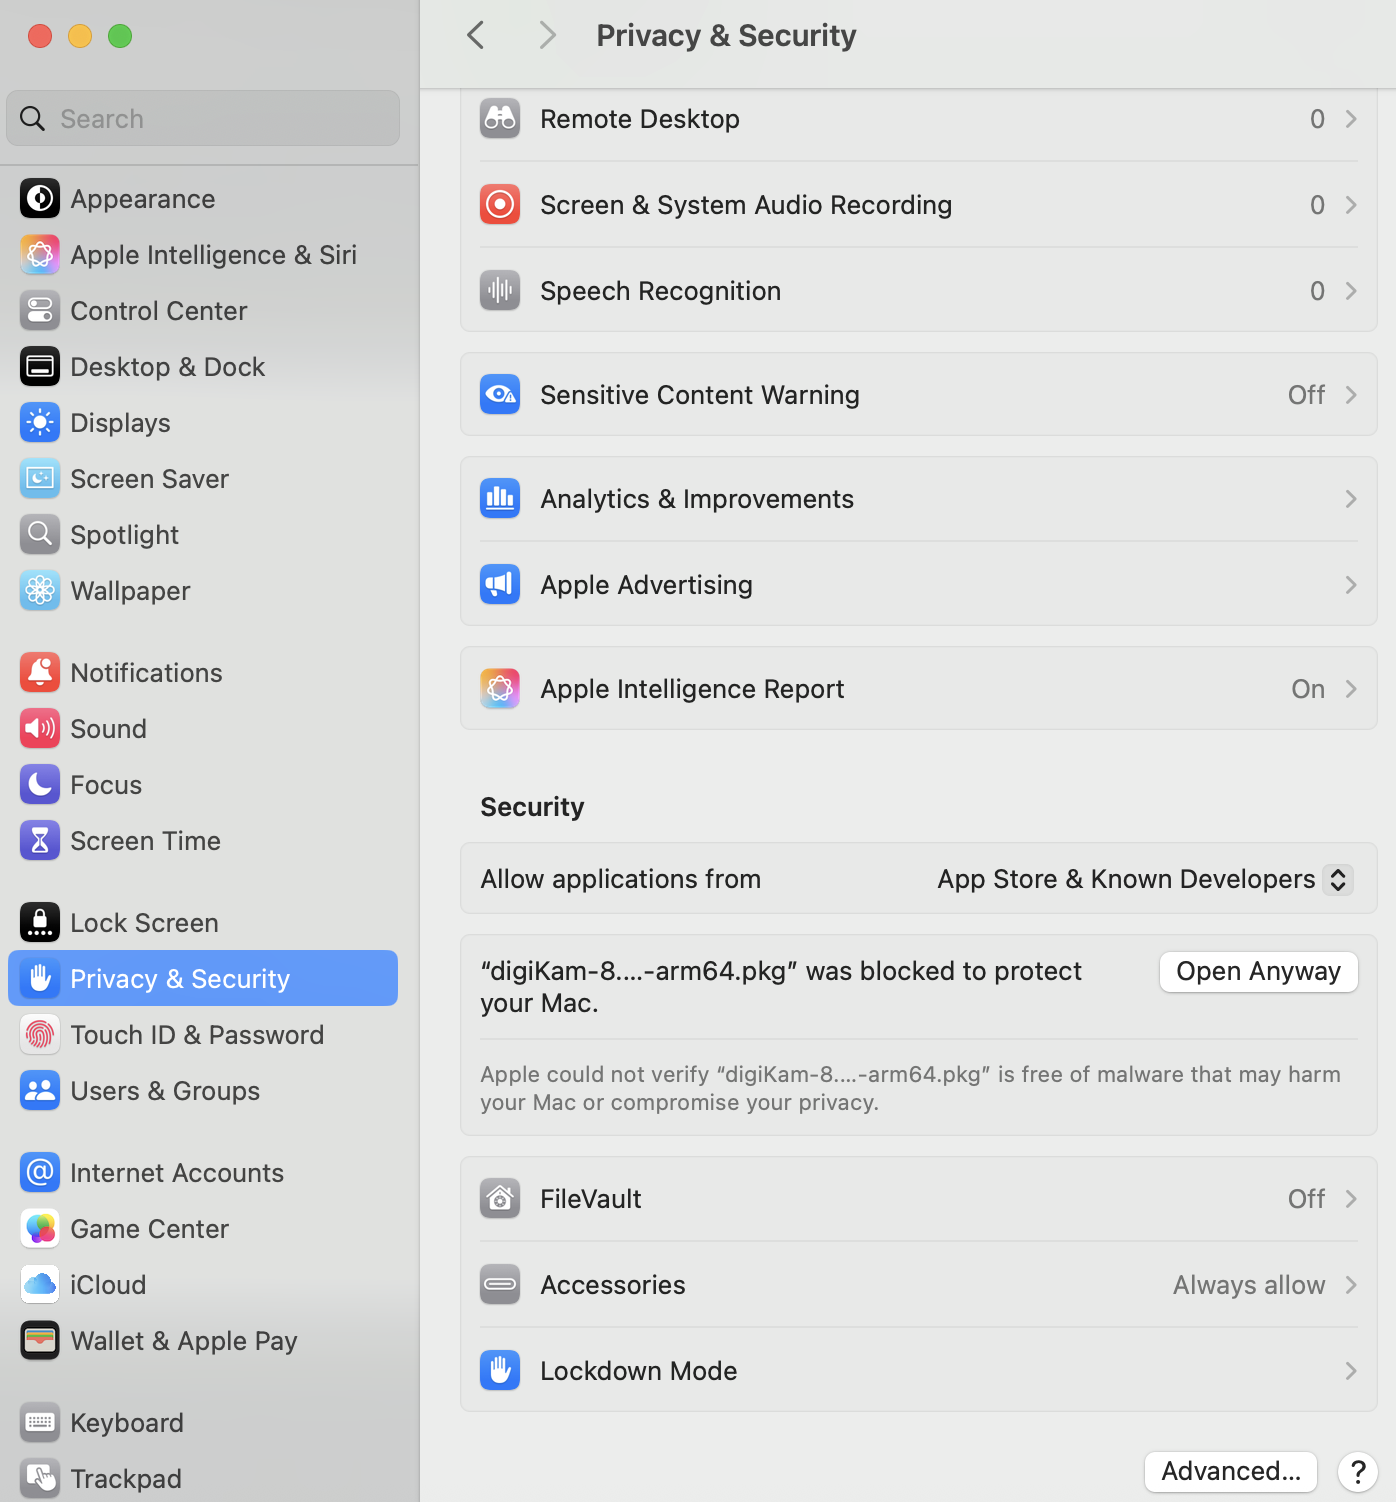 Privacy & Security
Search
Appearance
Apple Intelligence & Siri
Control Center
Desktop & Dock
Displays
Screen Saver
Spotlight
Wallpaper
Notifications
Sound
Focus
Screen Time
Lock Screen
Privacy & Security
Touch ID & Password
Users & Groups
Internet Accounts
Game Center
iCloud
Wallet & Apple Pay
Keyboard
Trackpad
Remote Desktop 0
Screen & System Audio Recording 0
Speech Recognition 0
Sensitive Content Warning Off
Analytics & Improvements
Apple Advertising
Apple Intelligence Report On
Security
Allow applications from App Store & Known Developers
“digiKam-8....-arm64.pkg” was blocked to protect
your Mac.
Open Anyway
Apple could not verify “digiKam-8....-arm64.pkg” is free of malware that may harm
your Mac or compromise your privacy.
FileVault Off
Accessories Always allow
Lockdown Mode
Advanced... ?